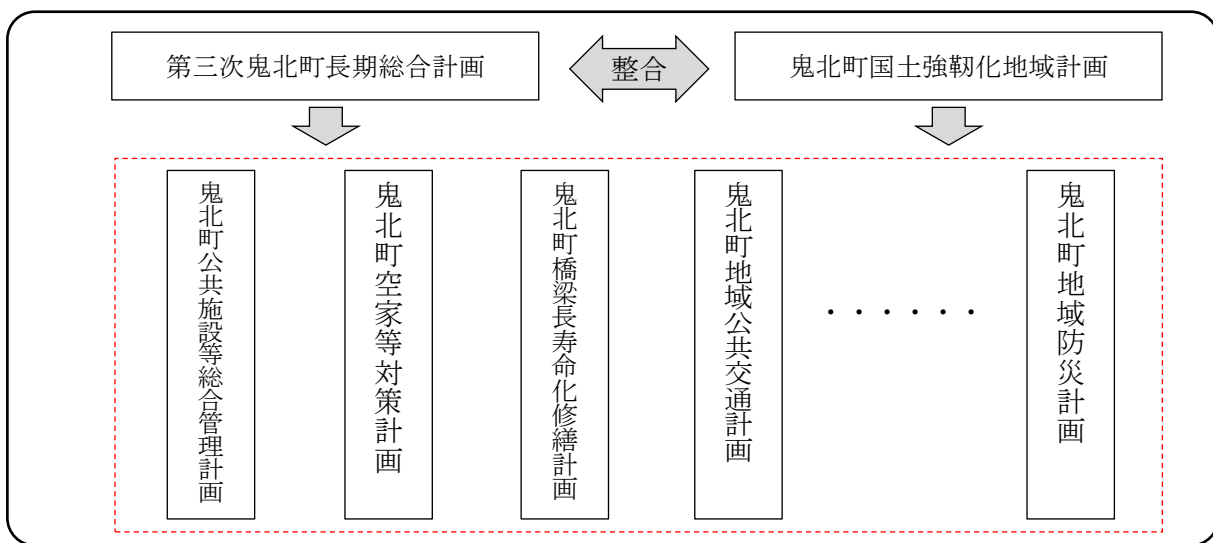 第三次鬼北町長期総合計画
整合
鬼北町国土強靱化地域計画
鬼北町公共施設等総合管理計画
鬼北町空家等対策計画
鬼北町橋梁長寿命化修繕計画
鬼北町地域公共交通計画
・・・・・・
鬼北町地域防災計画